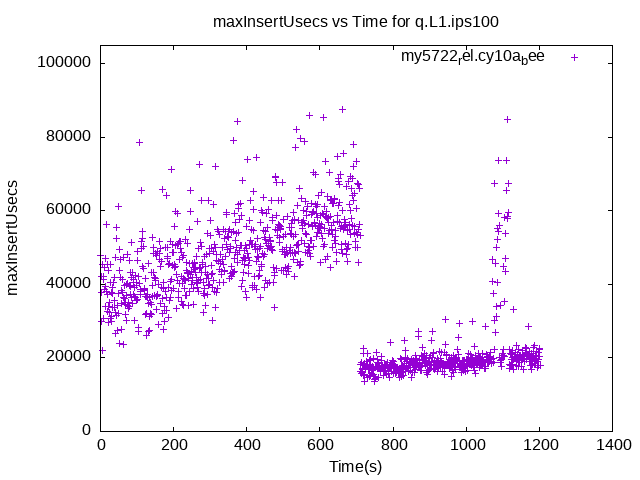 maxInsertUsecs vs Time for q.L1.ips100
my5722rel.cy10abee
100000
80000
60000
40000
20000
0
maxInsertUsecs
0 200 400 600 800 1000 1200 1400
Time(s)